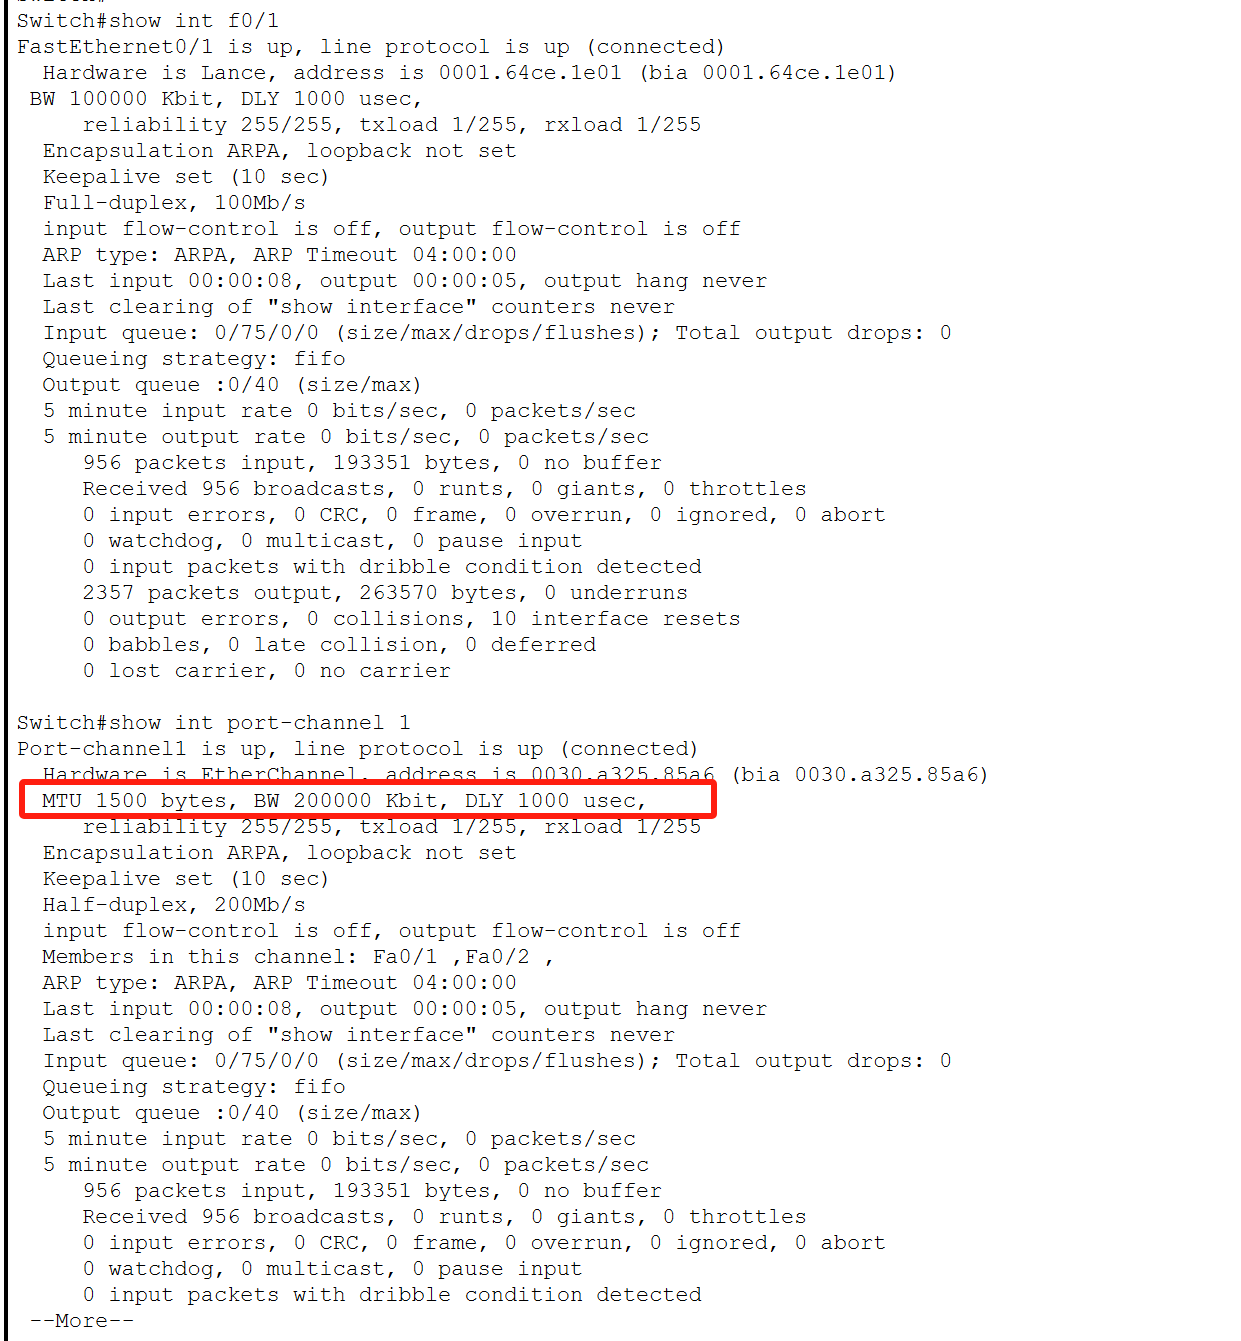 Switch#show int f0/1
FastEthernet0/1 is up, line protocol is up (connected)
  Hardware is Lance, address is 0001.64ce.1e01 (bia 0001.64ce.1e01)
 BW 100000 Kbit, DLY 1000 usec,
     reliability 255/255, txload 1/255, rxload 1/255
  Encapsulation ARPA, loopback not set
  Keepalive set (10 sec)
  Full-duplex, 100Mb/s
  input flow-control is off, output flow-control is off
  ARP type: ARPA, ARP Timeout 04:00:00
  Last input 00:00:08, output 00:00:05, output hang never
  Last clearing of "show interface" counters never
  Input queue: 0/75/0/0 (size/max/drops/flushes); Total output drops: 0
  Queueing strategy: fifo
  Output queue :0/40 (size/max)
  5 minute input rate 0 bits/sec, 0 packets/sec
  5 minute output rate 0 bits/sec, 0 packets/sec
     956 packets input, 193351 bytes, 0 no buffer
     Received 956 broadcasts, 0 runts, 0 giants, 0 throttles
     0 input errors, 0 CRC, 0 frame, 0 overrun, 0 ignored, 0 abort
     0 watchdog, 0 multicast, 0 pause input
     0 input packets with dribble condition detected
     2357 packets output, 263570 bytes, 0 underruns
     0 output errors, 0 collisions, 10 interface resets
     0 babbles, 0 late collision, 0 deferred
     0 lost carrier, 0 no carrier

Switch#show int port-channel 1
Port-channel1 is up, line protocol is up (connected)
  Hardware is EtherChannel, address is 0030.a325.85a6 (bia 0030.a325.85a6)
  MTU 1500 bytes, BW 200000 Kbit, DLY 1000 usec,
     reliability 255/255, txload 1/255, rxload 1/255
  Encapsulation ARPA, loopback not set
  Keepalive set (10 sec)
  Half-duplex, 200Mb/s
  input flow-control is off, output flow-control is off
  Members in this channel: Fa0/1 ,Fa0/2 ,
  ARP type: ARPA, ARP Timeout 04:00:00
  Last input 00:00:08, output 00:00:05, output hang never
  Last clearing of "show interface" counters never
  Input queue: 0/75/0/0 (size/max/drops/flushes); Total output drops: 0
  Queueing strategy: fifo
  Output queue :0/40 (size/max)
  5 minute input rate 0 bits/sec, 0 packets/sec
  5 minute output rate 0 bits/sec, 0 packets/sec
     956 packets input, 193351 bytes, 0 no buffer
     Received 956 broadcasts, 0 runts, 0 giants, 0 throttles
     0 input errors, 0 CRC, 0 frame, 0 overrun, 0 ignored, 0 abort
     0 watchdog, 0 multicast, 0 pause input
     0 input packets with dribble condition detected
 --More--